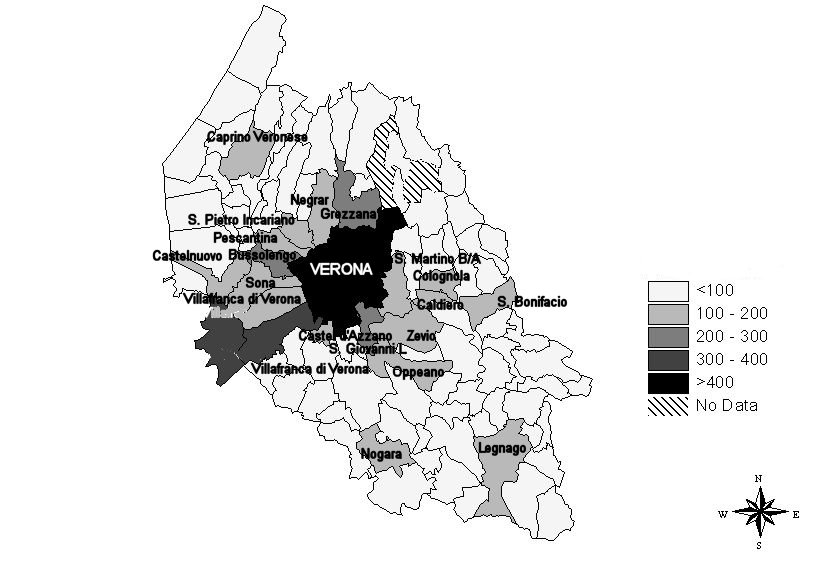 Caprino Veronese
Negrar
Grezzana
S. Pietro Incariano
Pescantina
Castelnuovo
Bussolengo
VERONA
S. Martino B/A
Colognola
Sona
Villafranca di Verona
Caldiero
S. Bonifacio
Castel d'Azzano
Zevio
S. Giovanni L.
Villafranca di Verona
Oppeano
Nogara
Legnago
<100
100 - 200
200 - 300
300 - 400
>400
No Data
N
W
E
S